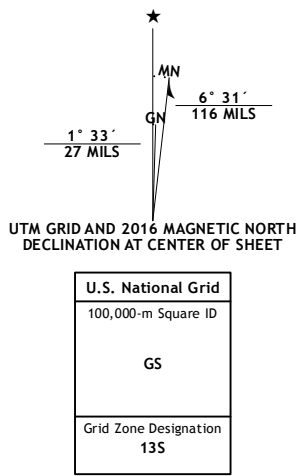 ★
MN
GN
6° 31´
116 MILS
1° 33´
27 MILS
UTM GRID AND 2016 MAGNETIC NORTH
DECLINATION AT CENTER OF SHEET
U.S. National Grid
100,000-m Square ID
GS
Grid Zone Designation
13S